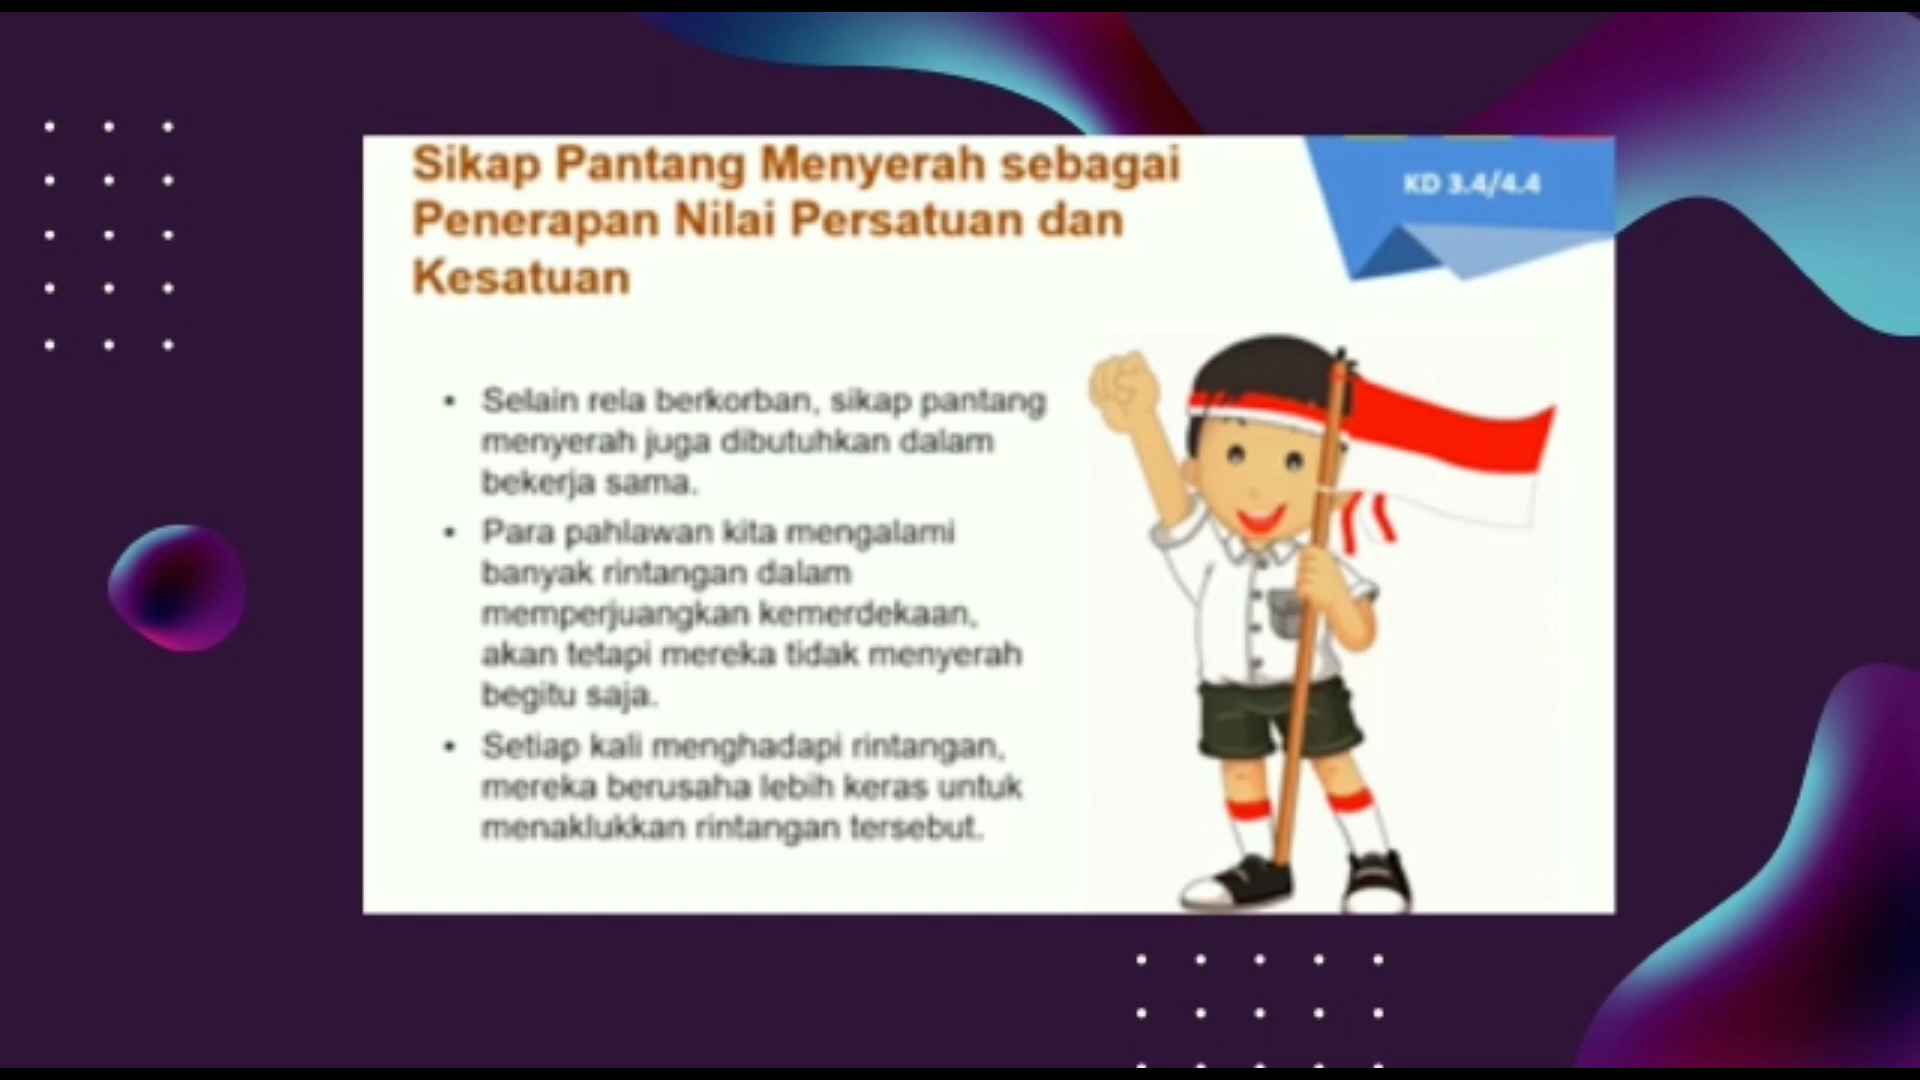 Sikap Pantang Menyerah sebagai
Penerapan Nilai Persatuan dan
Kesatuan
KD 3.4/4.4
• Selain rela berkorban, sikap pantang
menyerah juga dibutuhkan dalam
bekerja sama.
• Para pahlawan kita mengalami
banyak rintangan dalam
memperjuangkan kemerdekaan,
akan tetapi mereka tidak menyerah
begitu saja.
• Setiap kali menghadapi rintangan,
mereka berusaha lebih keras untuk
menaklukkan rintangan tersebut.